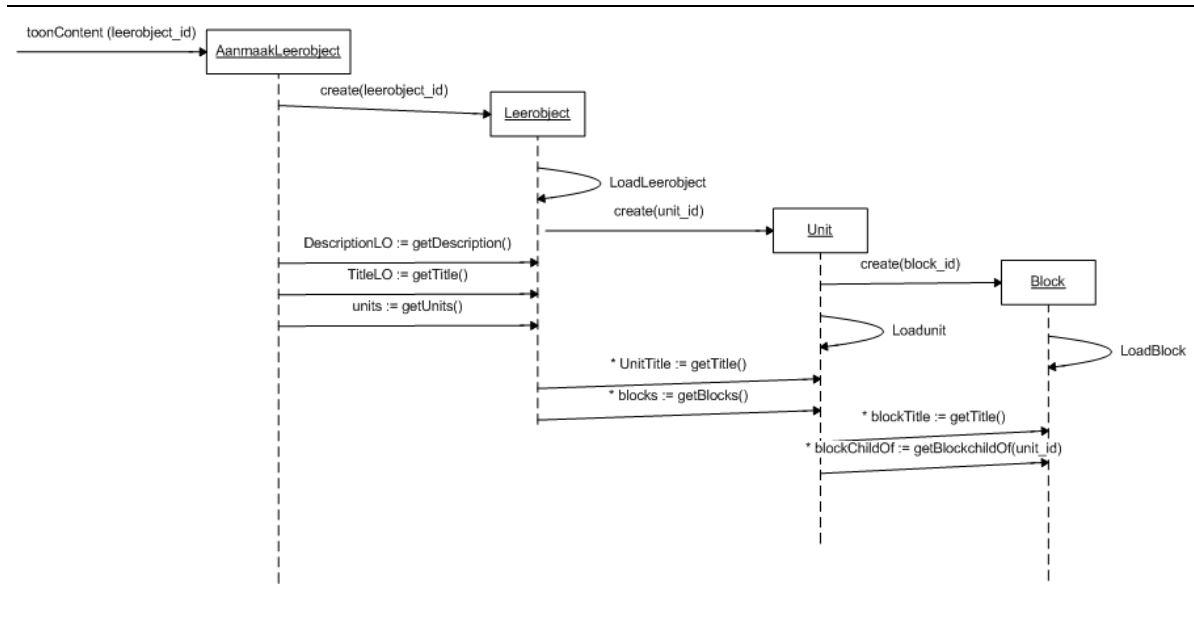 toonContent (leerobject_id)
AanmaakLeerobject
create(leerobject_id)
Leerobject
LoadLeerobject
create(unit_id)
Unit
DescriptionLO := getDescription()
create(block_id)
TitleLO := getTitle()
Block
units := getUnits()
Loadunit
LoadBlock
* UnitTitle := getTitle()
* blocks := getBlocks()
* blockTitle := getTitle()
* blockChildOf := getBlockchildOf(unit_id)